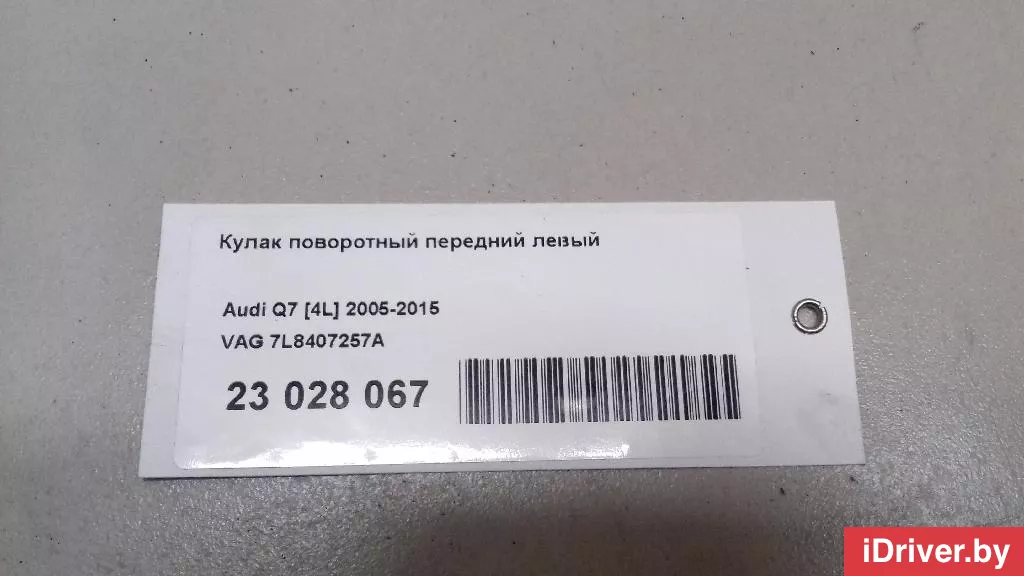 Кулак поворотный передний левый
Audi Q7 [4L] 2005-2015
VAG 7L8407257A
23 028 067
iDriver.by